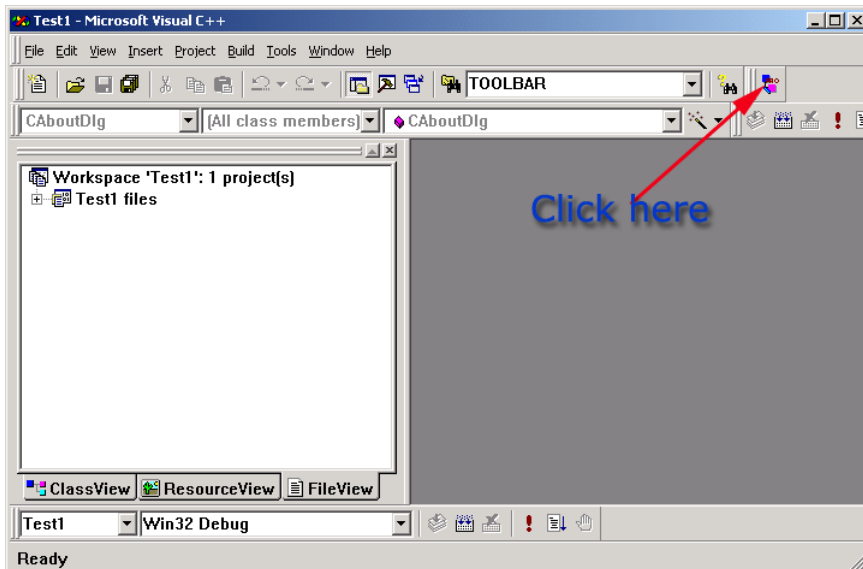 Test1 - Microsoft Visual C++
File Edit View Insert Project Build Tools Window Help
TOOLBAR
CAboutDlg (All class members) CAboutDlg
Workspace 'Test1': 1 project(s)
Test1 files
Click here
ClassView ResourceView FileView
Test1 Win32 Debug
Ready